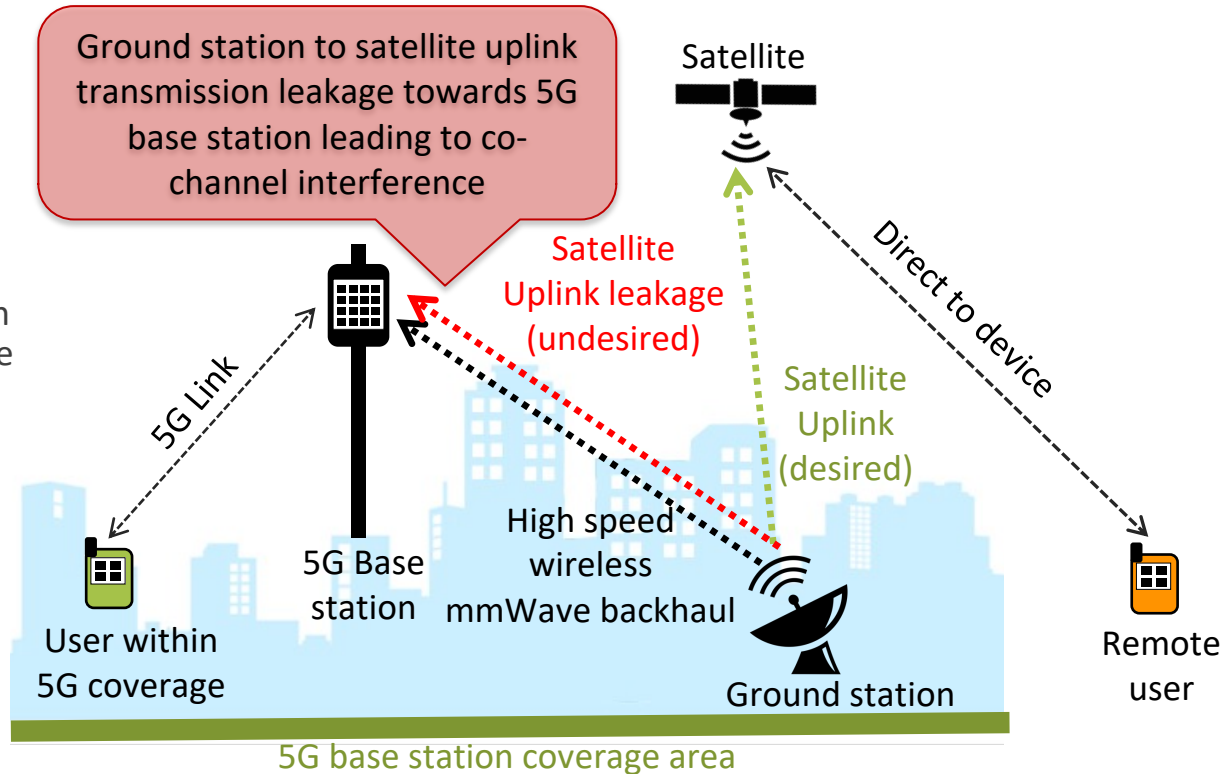 Ground station to satellite uplink
transmission leakage towards 5G
base station leading to co-
channel interference
Satellite
Satellite
Uplink leakage
(undesired)
Direct to device
5G Link
Satellite
Uplink
(desired)
High speed
wireless
mmWave backhaul
5G Base
station
User within
5G coverage
Ground station
Remote
user
5G base station coverage area